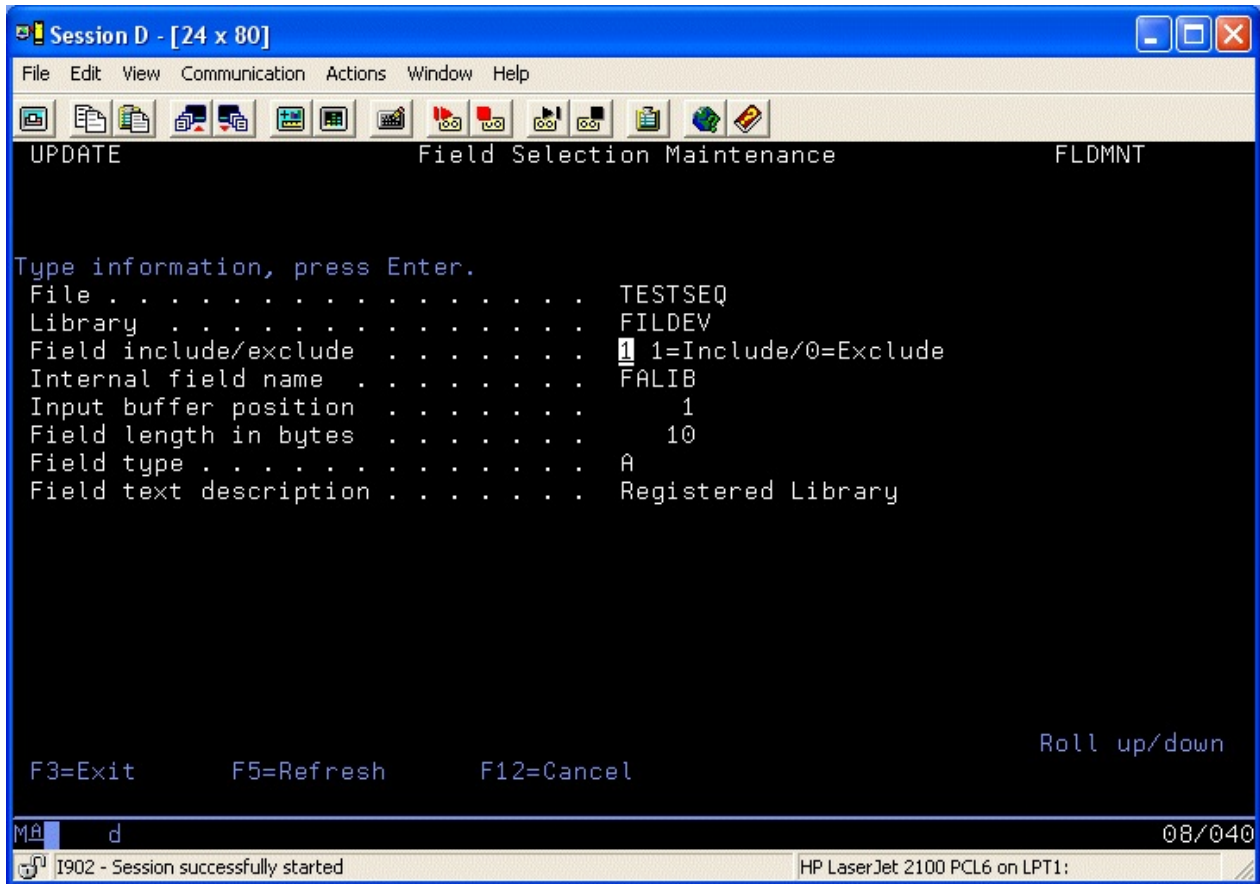 Session D - [24 x 80]
File Edit View Communication Actions Window Help
UPDATE Field Selection Maintenance FLDMNT
Type information, press Enter.
File . . . . . . . . . . . . . . . . TESTSEQ
Library . . . . . . . . . . . . . . FILDEV
Field include/exclude . . . . . . . 1 1=Include/0=Exclude
Internal field name . . . . . . . . FALIB
Input buffer position . . . . . . . 1
Field length in bytes . . . . . . . 10
Field type . . . . . . . . . . . . . A
Field text description . . . . . . . Registered Library
Roll up/down
F3=Exit F5=Refresh F12=Cancel
MA d 08/040
I902 - Session successfully started HP LaserJet 2100 PCL6 on LPT1: